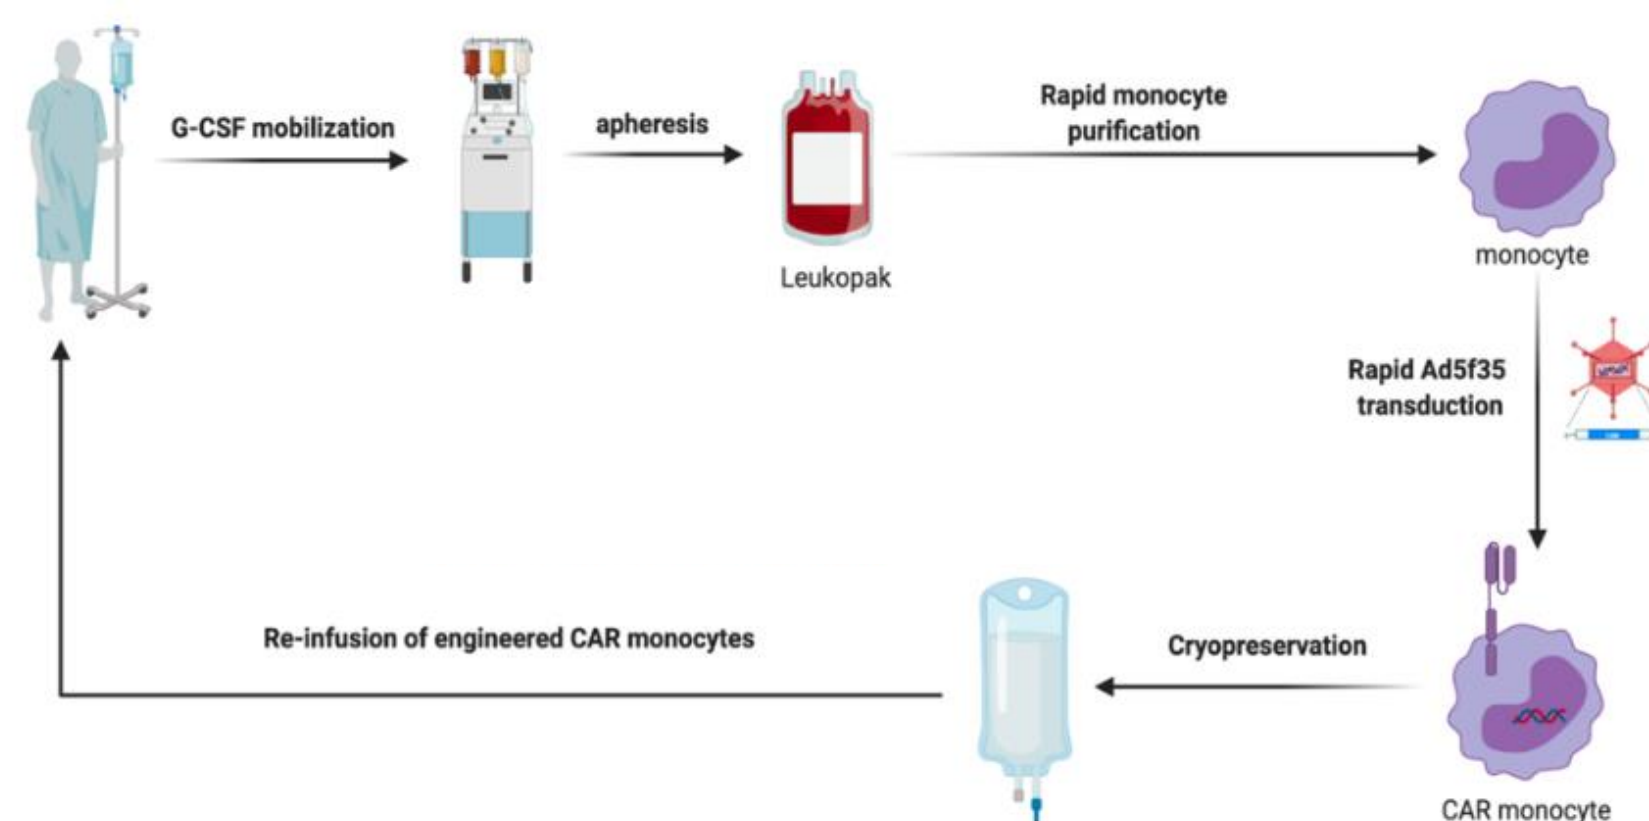 G-CSF mobilization
apheresis
Leukopak
Rapid monocyte
purification
monocyte
Rapid Ad5f35
transduction
CAR monocyte
Cryopreservation
Re-infusion of engineered CAR monocytes